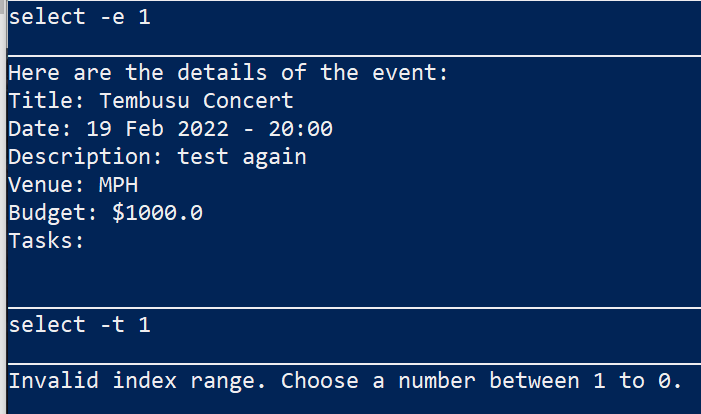 select -e 1
Here are the details of the event:
Title: Tembusu Concert
Date: 19 Feb 2022 - 20:00
Description: test again
Venue: MPH
Budget: $1000.0
Tasks:
select -t 1
Invalid index range. Choose a number between 1 to 0.